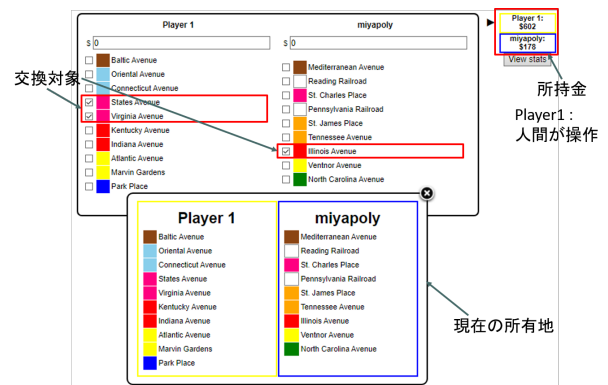 Player 1
miyapoly
$ 0
$ 0
Baltic Avenue
Oriental Avenue
Connecticut Avenue
States Avenue
Virginia Avenue
Kentucky Avenue
Indiana Avenue
Atlantic Avenue
Marvin Gardens
Park Place
Mediterranean Avenue
Reading Railroad
St. Charles Place
Pennsylvania Railroad
St. James Place
Tennessee Avenue
Illinois Avenue
Ventnor Avenue
North Carolina Avenue
Player 1:
$602
miyapoly:
$178
View stats
交換対象
所持金
Player1：
人間が操作
Player 1
Baltic Avenue
Oriental Avenue
Connecticut Avenue
States Avenue
Virginia Avenue
Kentucky Avenue
Indiana Avenue
Atlantic Avenue
Marvin Gardens
Park Place
miyapoly
Mediterranean Avenue
Reading Railroad
St. Charles Place
Pennsylvania Railroad
St. James Place
Tennessee Avenue
Illinois Avenue
Ventnor Avenue
North Carolina Avenue
現在の所有地